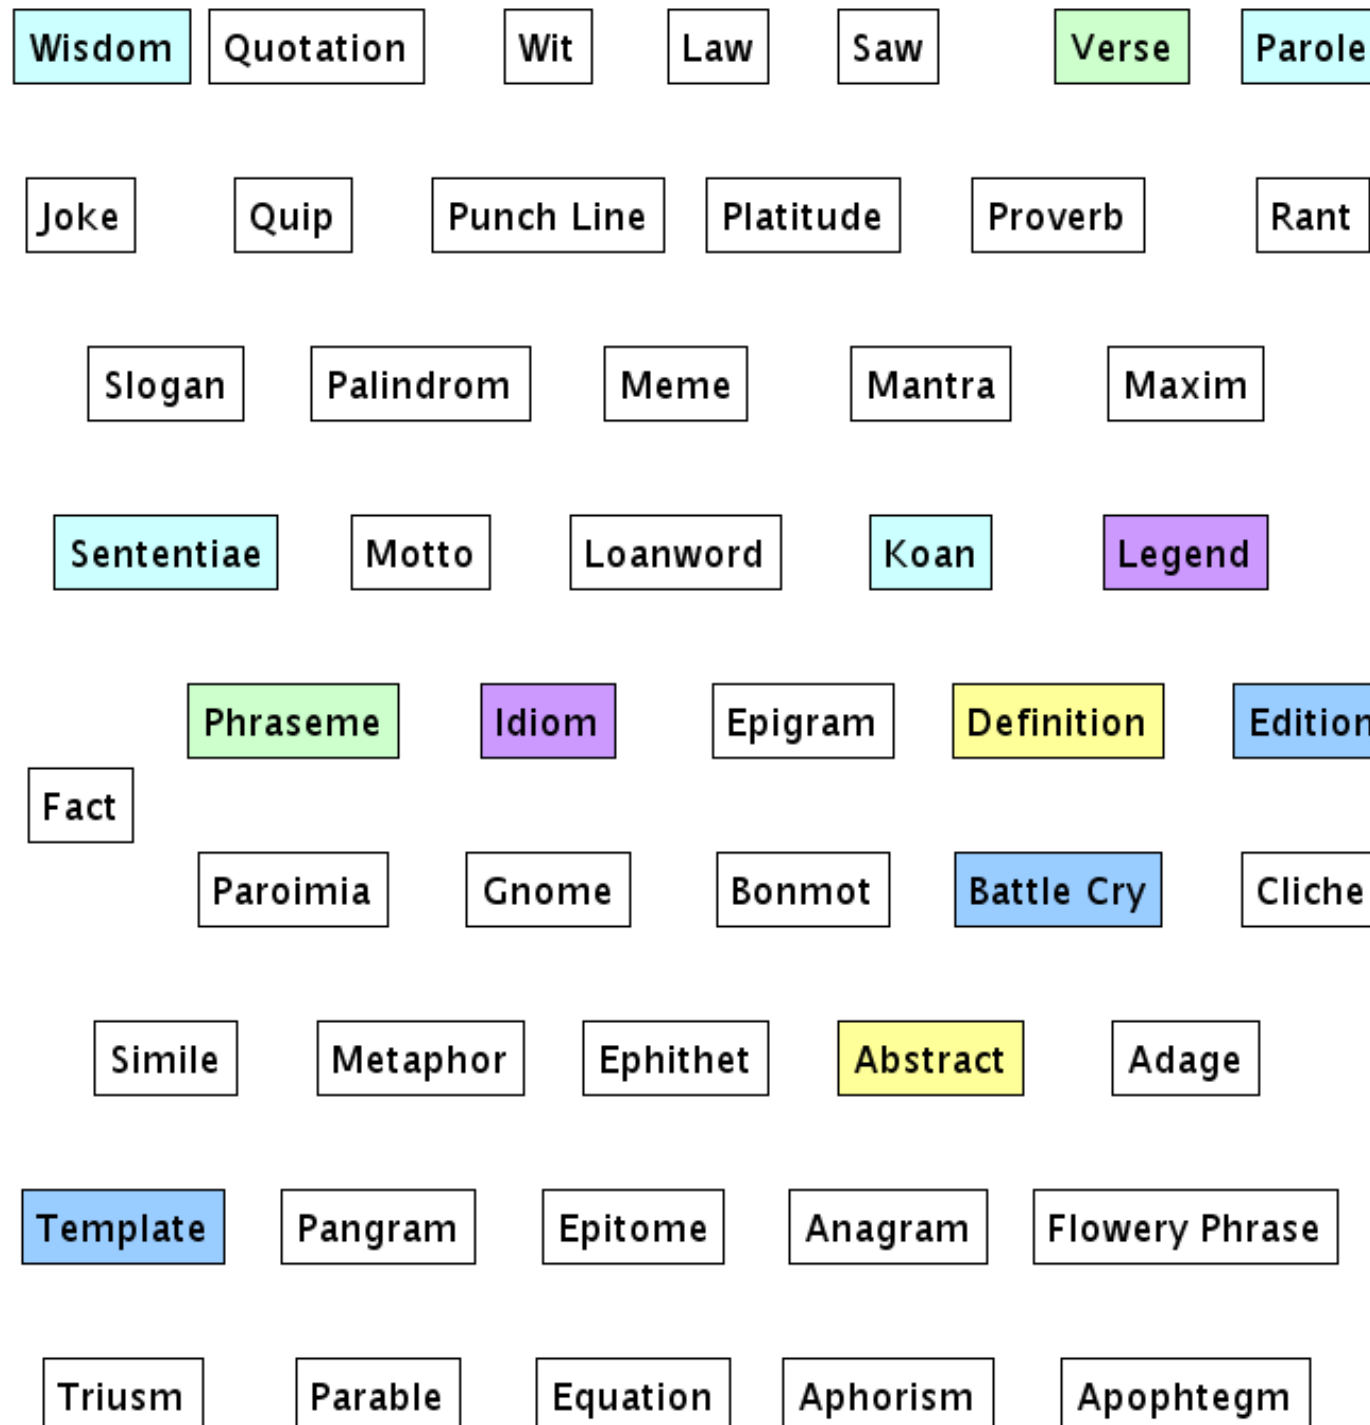 Wisdom Quotation Wit Law Saw Verse Parole
Joke Quip Punch Line Platitude Proverb Rant
Slogan Palindrom Meme Mantra Maxim
Sententiae Motto Loanword Koan Legend
Phraseme Idiom Epigram Definition Edition
Fact
Paroimia Gnome Bonmot Battle Cry Cliche
Simile Metaphor Ephithet Abstract Adage
Template Pangram Epitome Anagram Flowery Phrase
Triusm Parable Equation Aphorism Apophtegm